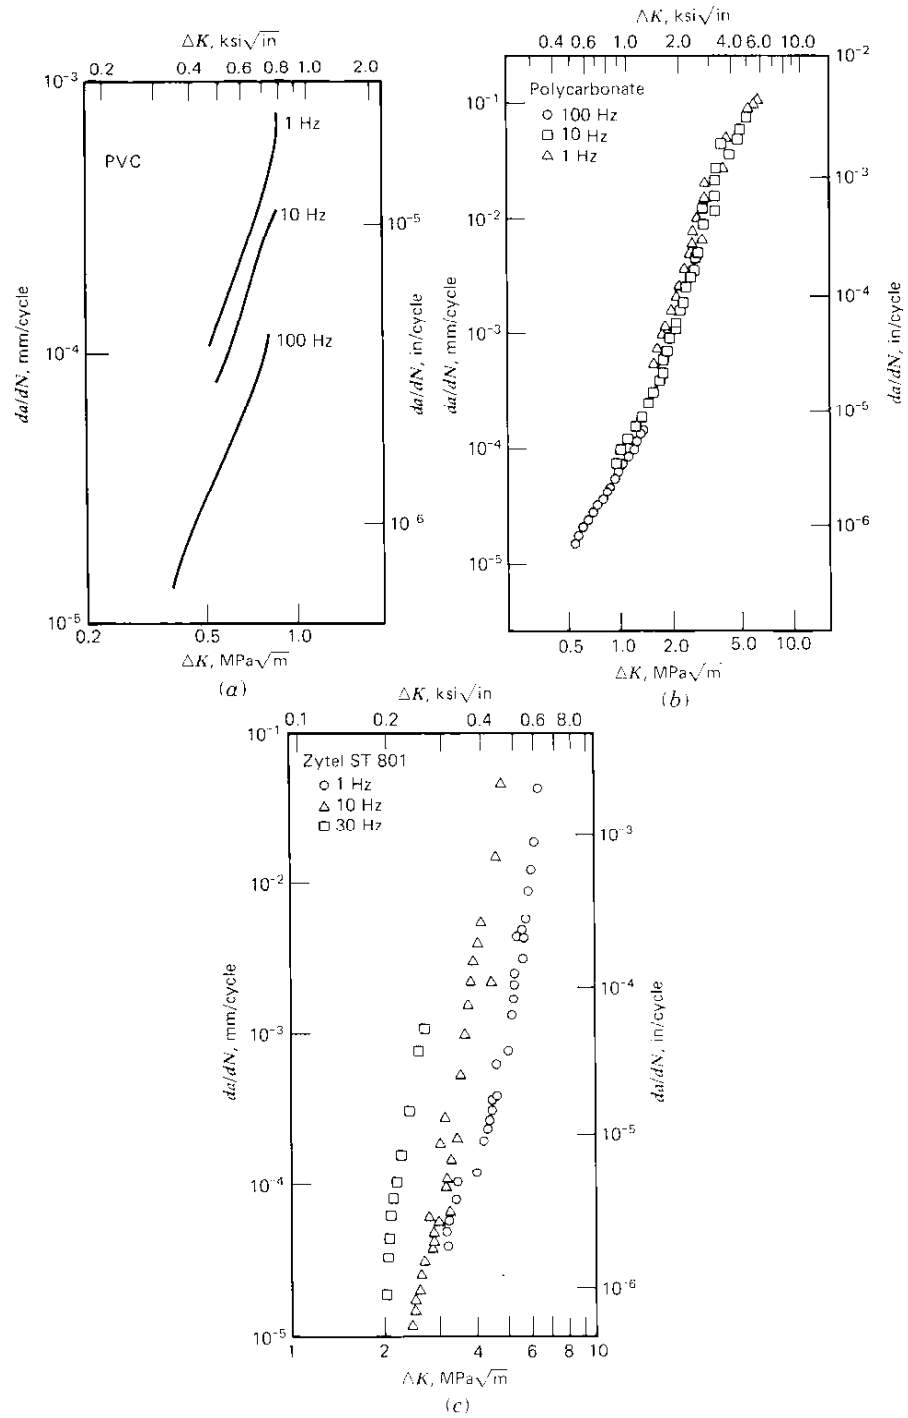 ΔK, ksi√in
0.2 0.4 0.6 0.8 1.0 2.0
10⁻³
1 Hz
PVC
10 Hz
10⁻⁵
100 Hz
10⁻⁴
da/dN, mm/cycle
da/dN, in/cycle
10⁻⁶
10⁻⁵
0.2 0.5 1.0
ΔK, MPa√m
(a)
ΔK, ksi√in
0.4 0.6 1.0 2.0 4.0 6.0 10.0
10⁻²
Polycarbonate
○ 100 Hz
□ 10 Hz
△ 1 Hz
10⁻¹
10⁻³
10⁻²
10⁻⁴
da/dN, mm/cycle
da/dN, in/cycle
10⁻³
10⁻⁵
10⁻⁴
10⁻⁶
10⁻⁵
0.5 1.0 2.0 5.0 10.0
ΔK, MPa√m
(b)
ΔK, ksi√in
0.1 0.2 0.4 0.6 8.0
10⁻¹
Zytel ST 801
○ 1 Hz
△ 10 Hz
□ 30 Hz
10⁻³
10⁻²
10⁻⁴
da/dN, mm/cycle
da/dN, in/cycle
10⁻³
10⁻⁵
10⁻⁴
10⁻⁶
10⁻⁵
1 2 4 6 8 10
ΔK, MPa√m
(c)